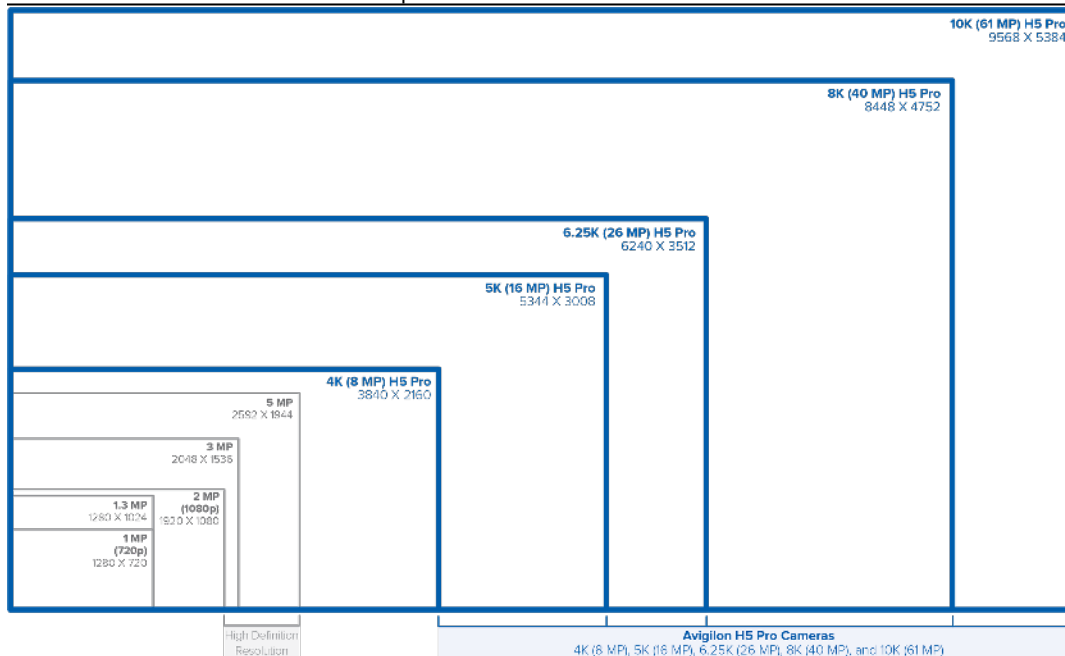 10K (61 MP) H5 Pro
9568 X 5384
8K (40 MP) H5 Pro
8448 X 4752
6.25K (26 MP) H5 Pro
6240 X 3512
5K (16 MP) H5 Pro
5344 X 3008
4K (8 MP) H5 Pro
3840 X 2160
5 MP
2592 X 1944
3 MP
2048 X 1536
2 MP
(1080p)
1920 X 1080
1.3 MP
1280 X 1024
1 MP
(720p)
1280 X 720
High Definition
Resolution
Avigilon H5 Pro Cameras
4K (8 MP), 5K (16 MP), 6.25K (26 MP), 8K (40 MP), and 10K (61 MP)